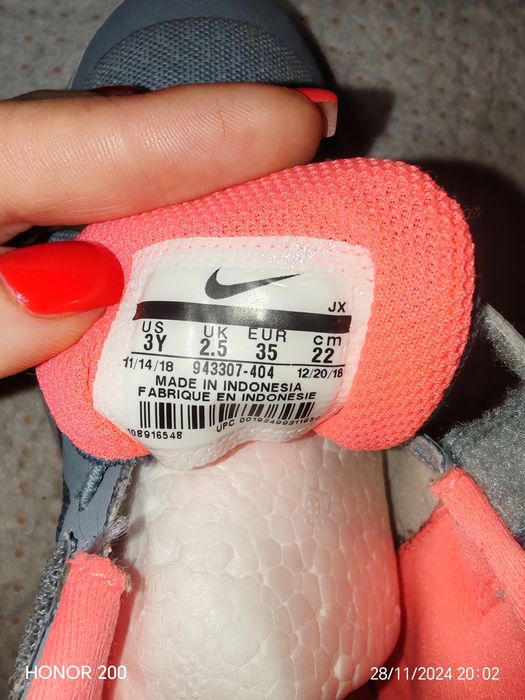 JX
US UK EUR cm
3Y 2.5 35 22
11/14/18 943307-404 12/20/18
MADE IN INDONESIA
FABRIQUE EN INDONESIE
UPC
HONOR 200
28/11/2024 20:02